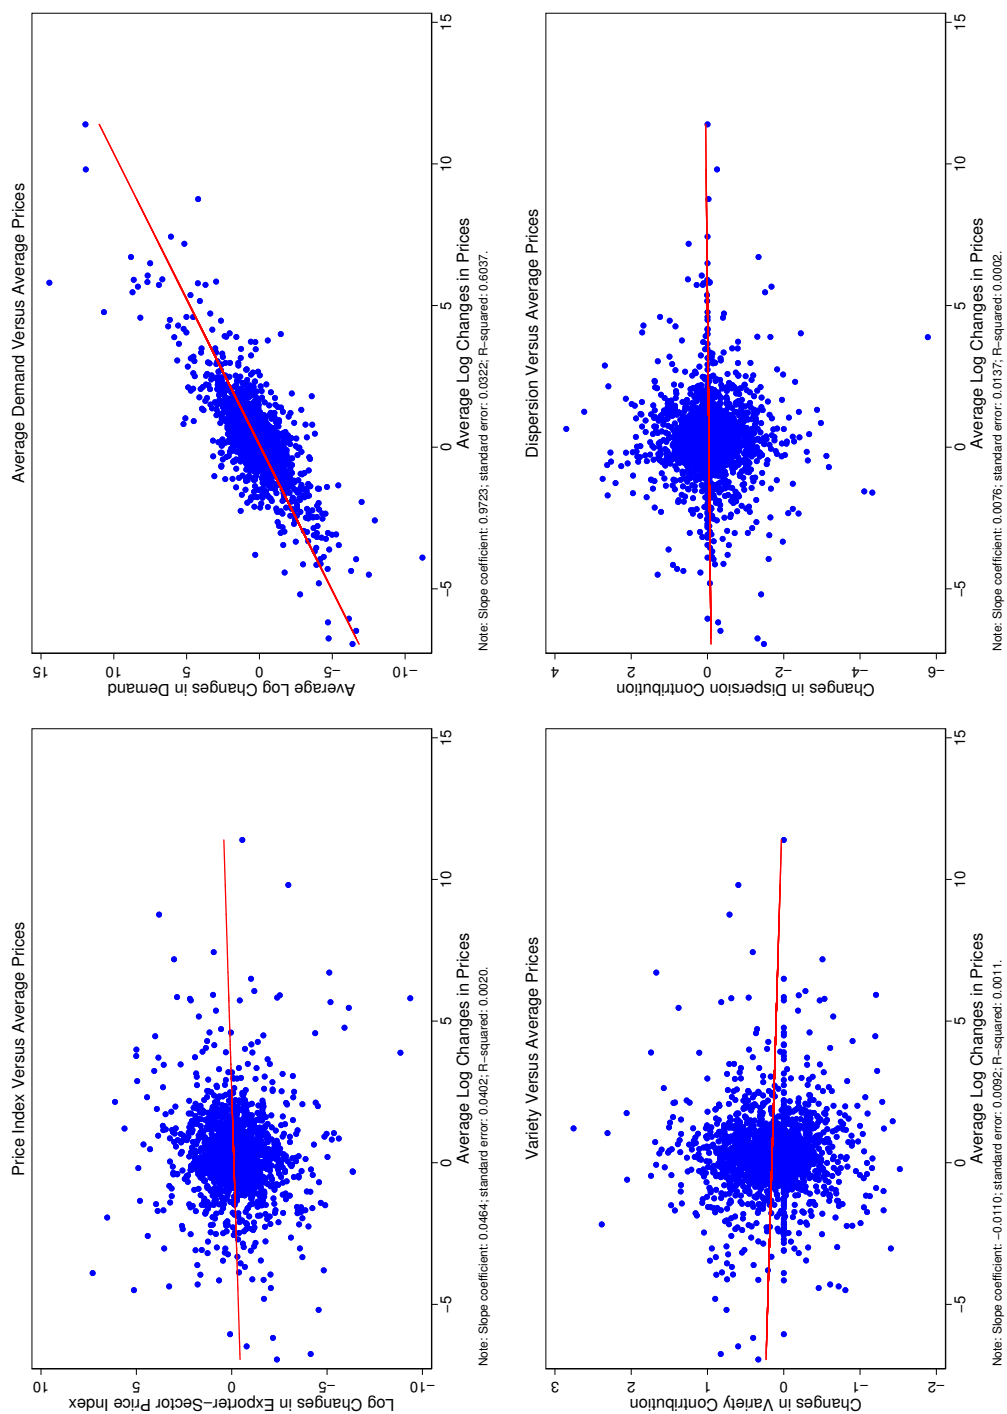 Price Index Versus Average Prices
Log Changes in Exporter−Sector Price Index
10
5
0
−5
−10
−5
0
5
10
15
Average Log Changes in Prices
Note: Slope coefficient: 0.0464; standard error: 0.0402; R−squared: 0.0020.
Average Demand Versus Average Prices
Average Log Changes in Demand
15
10
5
0
−5
−10
−5
0
5
10
15
Average Log Changes in Prices
Note: Slope coefficient: 0.9723; standard error: 0.0322; R−squared: 0.6037.
Variety Versus Average Prices
Changes in Variety Contribution
3
2
1
0
−1
−2
−5
0
5
10
15
Average Log Changes in Prices
Note: Slope coefficient: −0.0110; standard error: 0.0092; R−squared: 0.0011.
Dispersion Versus Average Prices
Changes in Dispersion Contribution
4
2
0
−2
−4
−6
−5
0
5
10
15
Average Log Changes in Prices
Note: Slope coefficient: 0.0076; standard error: 0.0137; R−squared: 0.0002.